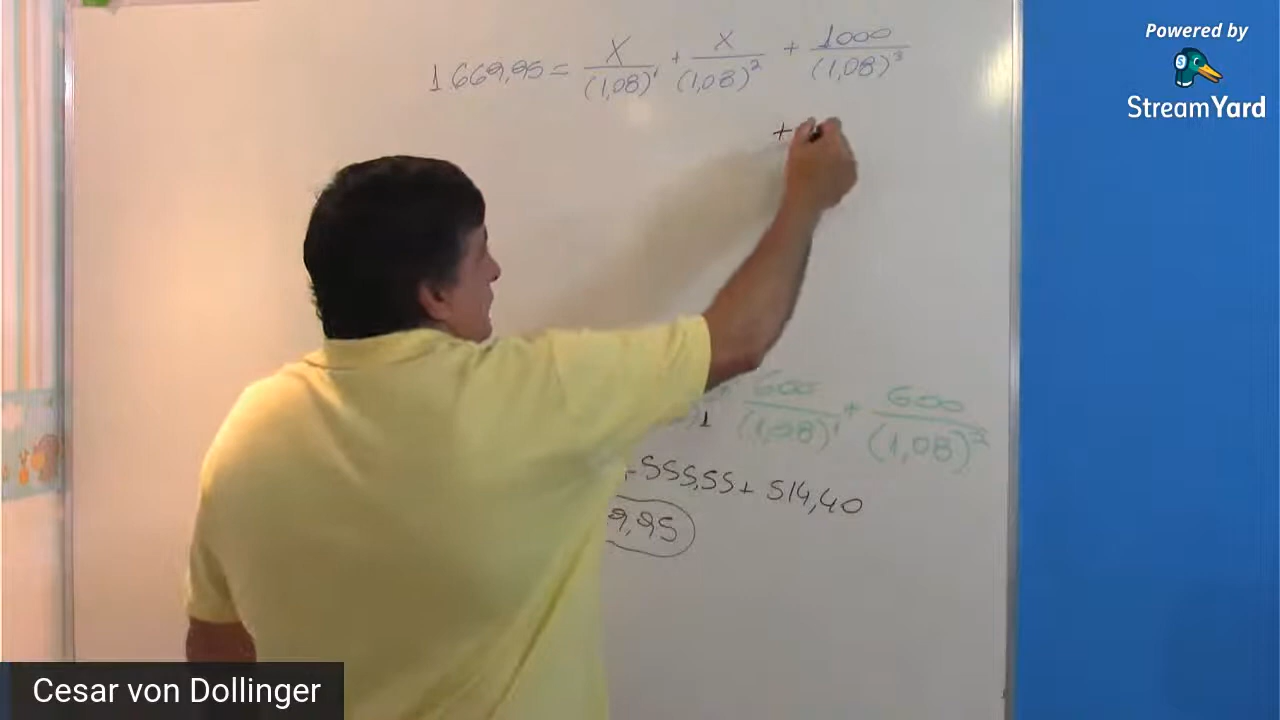 Powered by
StreamYard
1.669,95 = X/(1,08)¹ + X/(1,08)² + 1000/(1,08)³
+
600/(1,08)¹ + 600/(1,08)²
555,55 + 514,40
9,95
Cesar von Dollinger